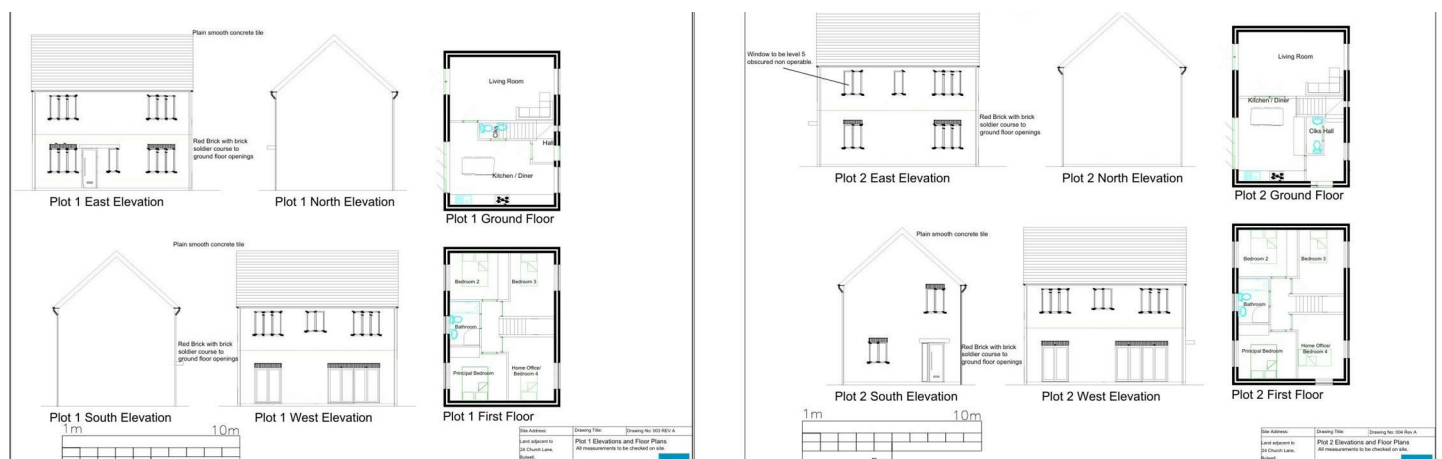 Plain smooth concrete tile
Living Room
Clks
Red Brick with brick
soldier course to
ground floor openings
Hall
Kitchen / Diner
Plot 1 East Elevation
Plot 1 North Elevation
Plot 1 Ground Floor
Plain smooth concrete tile
Bedroom 2
Bedroom 3
Bathroom
Red Brick with brick
soldier course to
ground floor openings
Principal Bedroom
Home Office/
Bedroom 4
Plot 1 South Elevation
Plot 1 West Elevation
Plot 1 First Floor
1m
10m
Site Address:
Drawing Title:
Drawing No: 003 REV A
Land adjacent to
24 Church Lane,
Bulwell,
Plot 1 Elevations and Floor Plans
All measurements to be checked on site.
Window to be level 5
obscured non operable.
Living Room
Kitchen / Diner
Red Brick with brick
soldier course to
ground floor openings
Clks Hall
Plot 2 East Elevation
Plot 2 North Elevation
Plot 2 Ground Floor
Plain smooth concrete tile
Bedroom 2
Bedroom 3
Bathroom
Red Brick with brick
soldier course to
ground floor openings
Principal Bedroom
Home Office/
Bedroom 4
Plot 2 South Elevation
Plot 2 West Elevation
Plot 2 First Floor
1m
10m
Site Address:
Drawing Title:
Drawing No: 004 Rev A
Land adjacent to
24 Church Lane,
Bulwell,
Plot 2 Elevations and Floor Plans
All measurements to be checked on site.